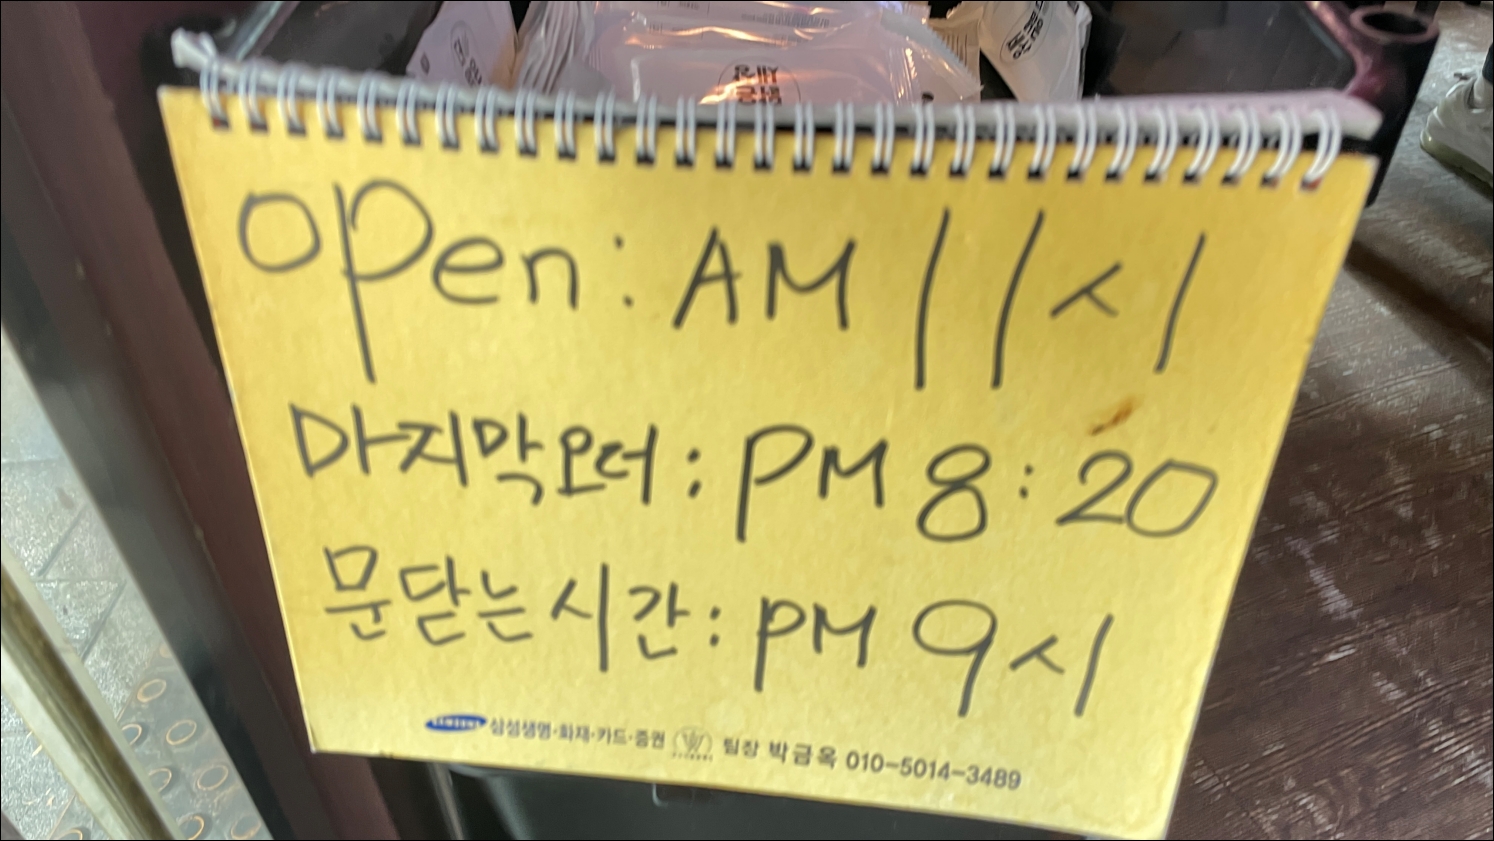 open : AM 11시
마지막오더 : PM 8 : 20
문닫는시간 : PM 9시
SAMSUNG 삼성생명·화재·카드·증권 팀장 박금옥 010-5014-3489